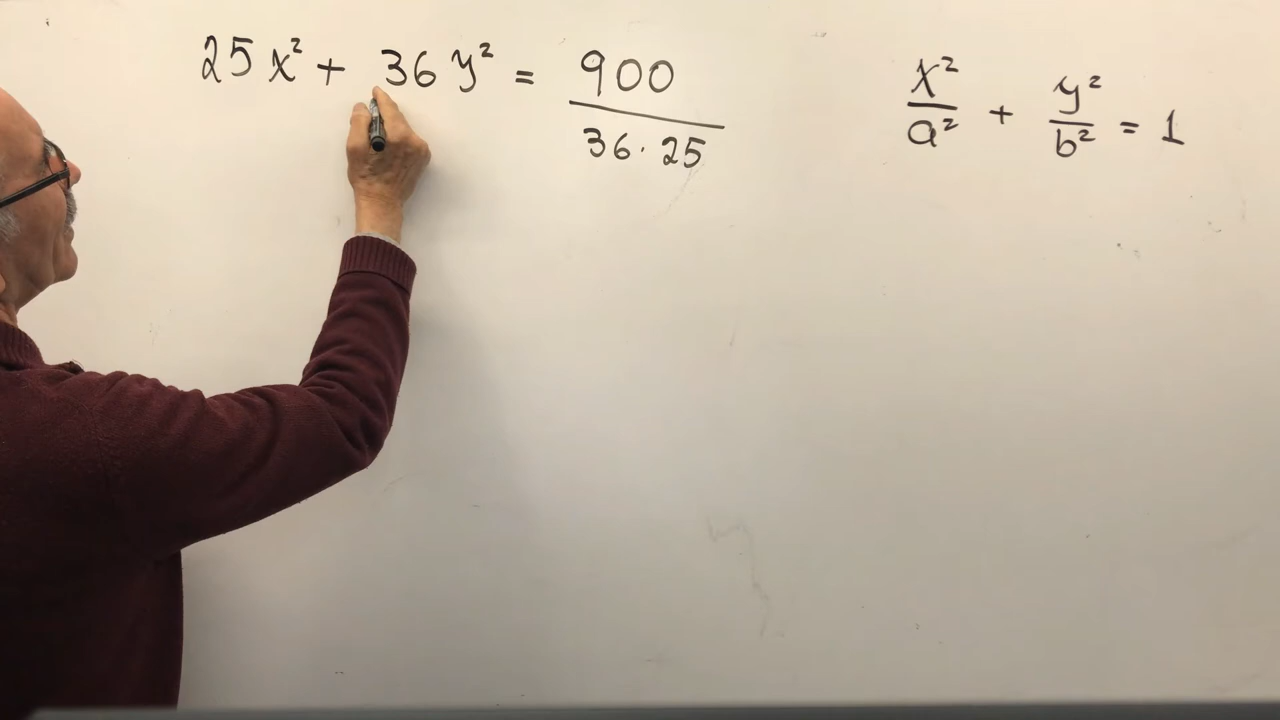 25x² + 36y² = 900
36·25
x²/a² + y²/b² = 1